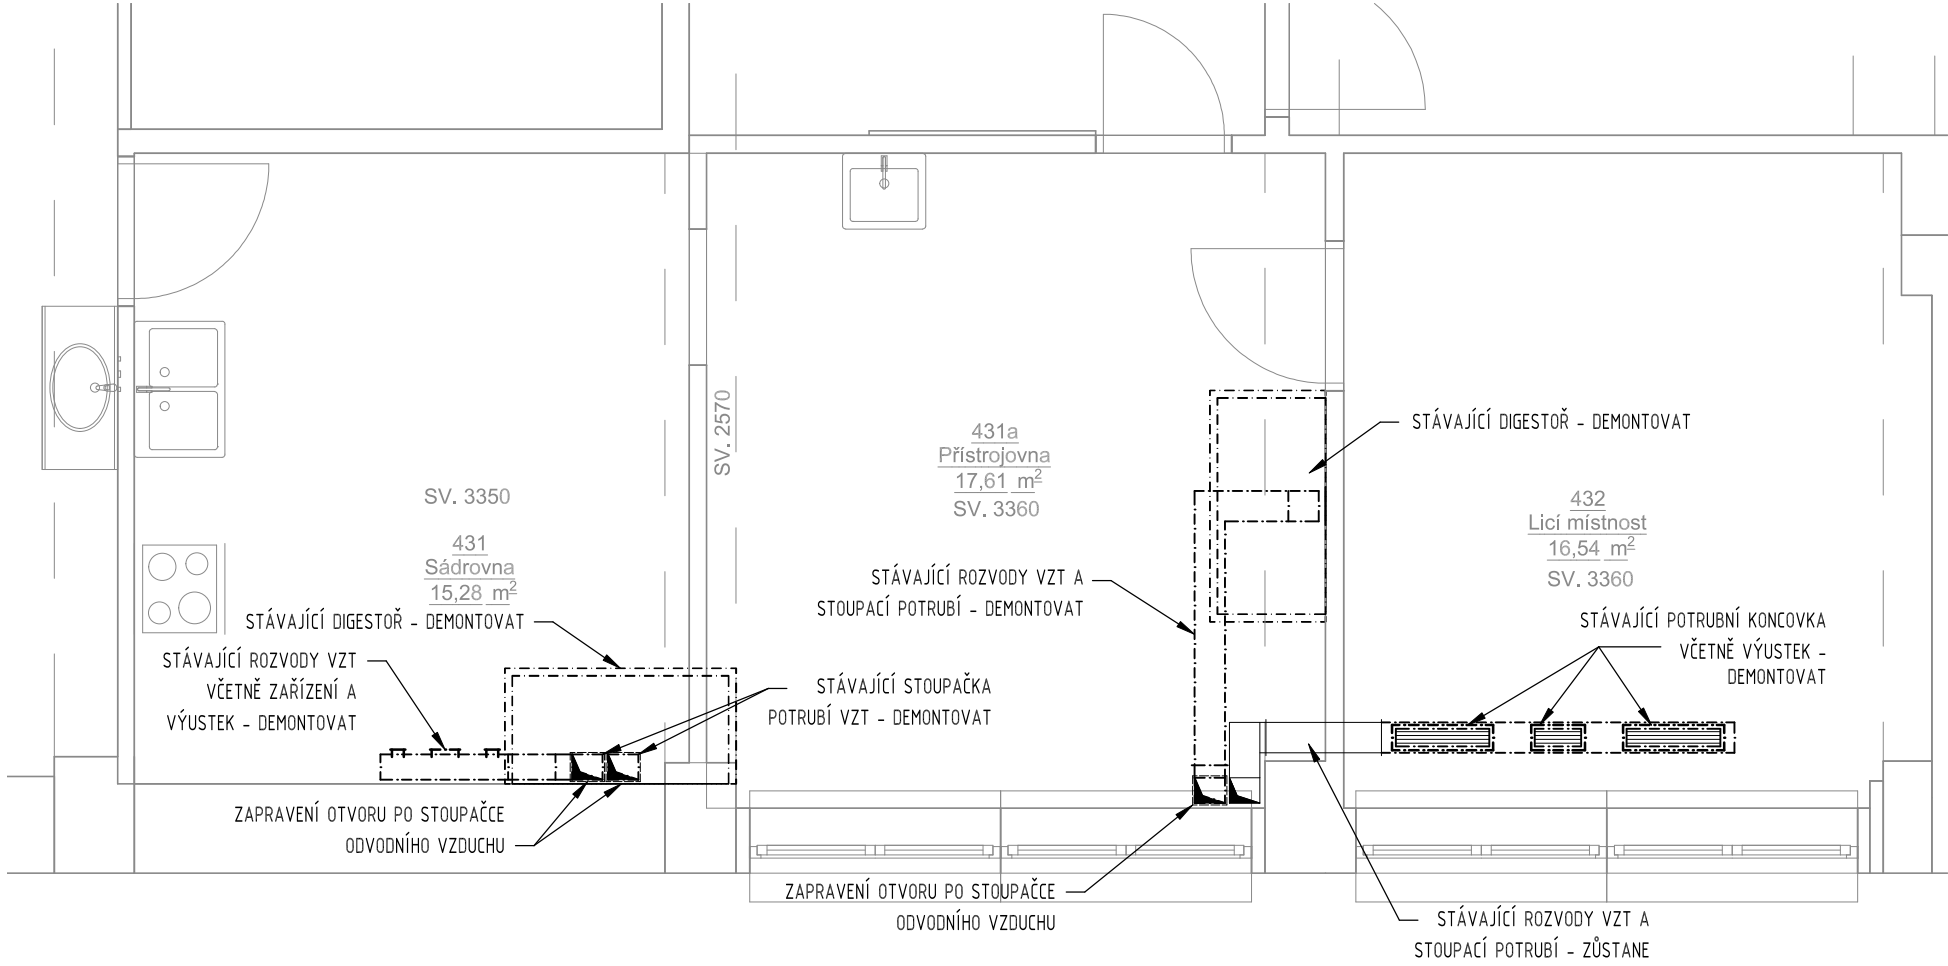 SV. 3350
431
Sádrovna
15,28 m²
STÁVAJÍCÍ DIGESTOŘ - DEMONTOVAT
STÁVAJÍCÍ ROZVODY VZT
VČETNĚ ZAŘÍZENÍ A
VÝUSTEK - DEMONTOVAT
STÁVAJÍCÍ STOUPAČKA
POTRUBÍ VZT - DEMONTOVAT
ZAPRAVENÍ OTVORU PO STOUPAČCE
ODVODNÍHO VZDUCHU
SV. 2570
431a
Přístrojovna
17,61 m²
SV. 3360
STÁVAJÍCÍ ROZVODY VZT A
STOUPACÍ POTRUBÍ - DEMONTOVAT
ZAPRAVENÍ OTVORU PO STOUPAČCE
ODVODNÍHO VZDUCHU
STÁVAJÍCÍ DIGESTOŘ - DEMONTOVAT
432
Licí místnost
16,54 m²
SV. 3360
STÁVAJÍCÍ POTRUBNÍ KONCOVKA
VČETNĚ VÝUSTEK -
DEMONTOVAT
STÁVAJÍCÍ ROZVODY VZT A
STOUPACÍ POTRUBÍ - ZŮSTANE